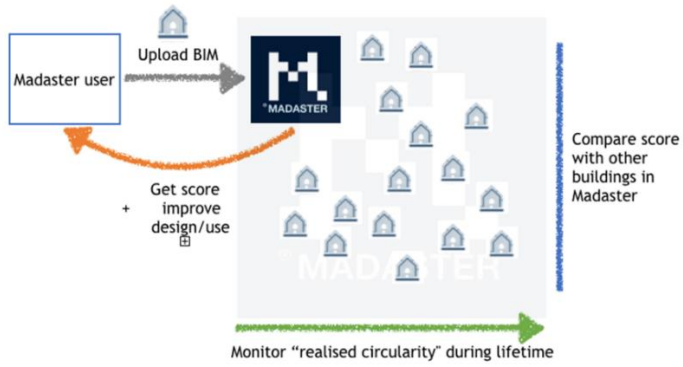 Upload BIM
Madaster user
MADASTER
Get score
+ improve
design/use
Compare score
with other
buildings in
Madaster
MADASTER
Monitor “realised circularity" during lifetime